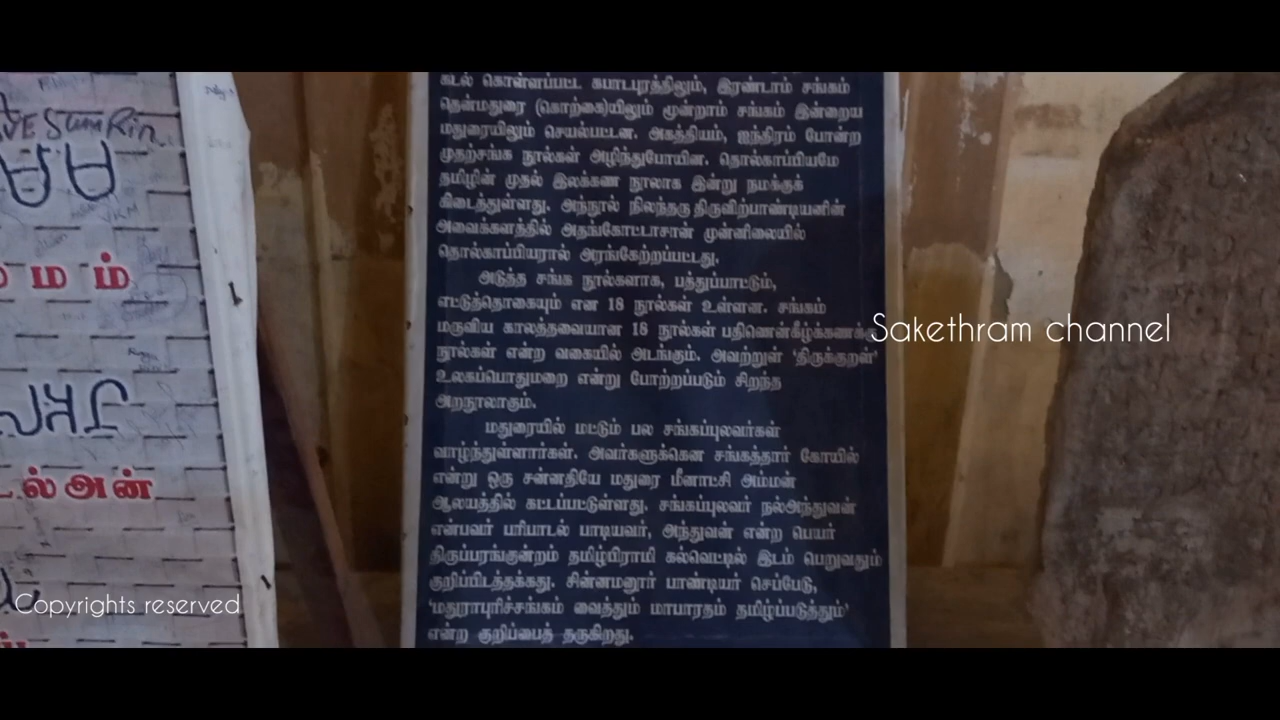 VE SumRin
ம ம்
ல் அன்
Copyrights reserved
கடல் கொள்ளப்பட்ட கபாடபுரத்திலும், இரண்டாம் சங்கம்
தென்மதுரை (கொற்கை)யிலும் மூன்றாம் சங்கம் இன்றைய
மதுரையிலும் செயல்பட்டன. அகத்தியம், ஐந்திரம் போன்ற
முதற்சங்க நூல்கள் அழிந்துபோயின. தொல்காப்பியமே
தமிழின் முதல் இலக்கண நூலாக இன்று நமக்குக்
கிடைத்துள்ளது. அந்நூல் நிலந்தரு திருவிற்பாண்டியனின்
அவைக்களத்தில் அதங்கோட்டாசான் முன்னிலையில்
தொல்காப்பியரால் அரங்கேற்றப்பட்டது.
அடுத்த சங்க நூல்களாக, பத்துப்பாட்டும்,
எட்டுத்தொகையும் என 18 நூல்கள் உள்ளன. சங்கம்
மருவிய காலத்தவையான 18 நூல்கள் பதிணென்கீழ்க்கணக்கு
நூல்கள் என்ற வகையில் அடங்கும். அவற்றுள் 'திருக்குறள்'
உலகப்பொதுமறை என்று போற்றப்படும் சிறந்த
அறநூலாகும்.
மதுரையில் மட்டும் பல சங்கப்புலவர்கள்
வாழ்ந்துள்ளார்கள். அவர்களுக்கென சங்கத்தார் கோயில்
என்று ஒரு சன்னதியே மதுரை மீனாட்சி அம்மன்
ஆலயத்தில் கட்டப்பட்டுள்ளது. சங்கப்புலவர் நல்அந்துவன்
என்பவர் பரிபாடல் பாடியவர், அந்துவன் என்ற பெயர்
திருப்பரங்குன்றம் தமிழ்பிராமி கல்வெட்டில் இடம் பெறுவதும்
குறிப்பிடத்தக்கது. சின்னமனூர் பாண்டியர் செப்பேடு,
'மதுராபுரிச்சங்கம் வைத்தும் மாபாரதம் தமிழ்ப்படுத்தும்'
என்ற குறிப்பைத் தருகிறது.
Sakethram channel